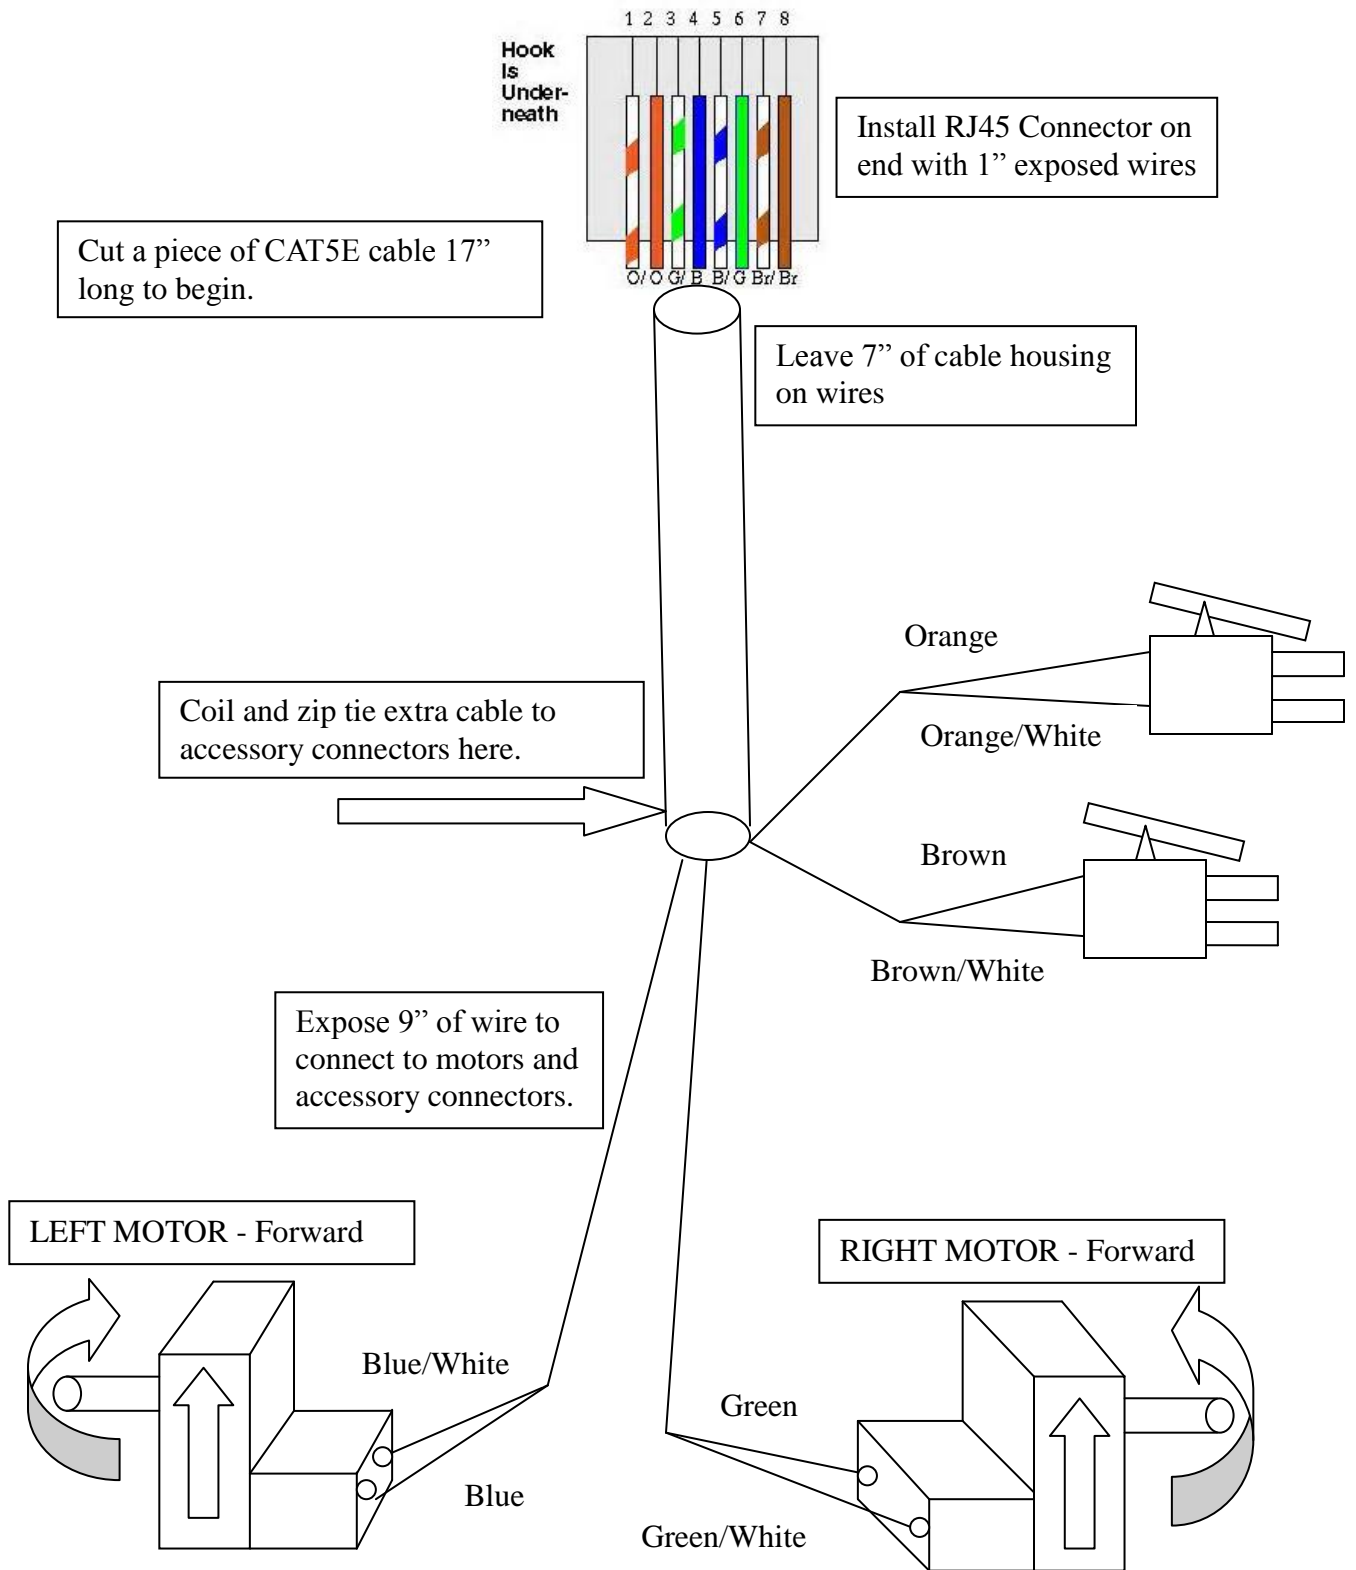 1 2 3 4 5 6 7 8
Hook
Is
Under-
neath
Install RJ45 Connector on
end with 1” exposed wires
Cut a piece of CAT5E cable 17”
long to begin.
O/ O G/ B B/ G Br/ Br
Leave 7” of cable housing
on wires
Orange
Orange/White
Coil and zip tie extra cable to
accessory connectors here.
Brown
Brown/White
Expose 9” of wire to
connect to motors and
accessory connectors.
LEFT MOTOR - Forward
RIGHT MOTOR - Forward
Blue/White
Blue
Green
Green/White